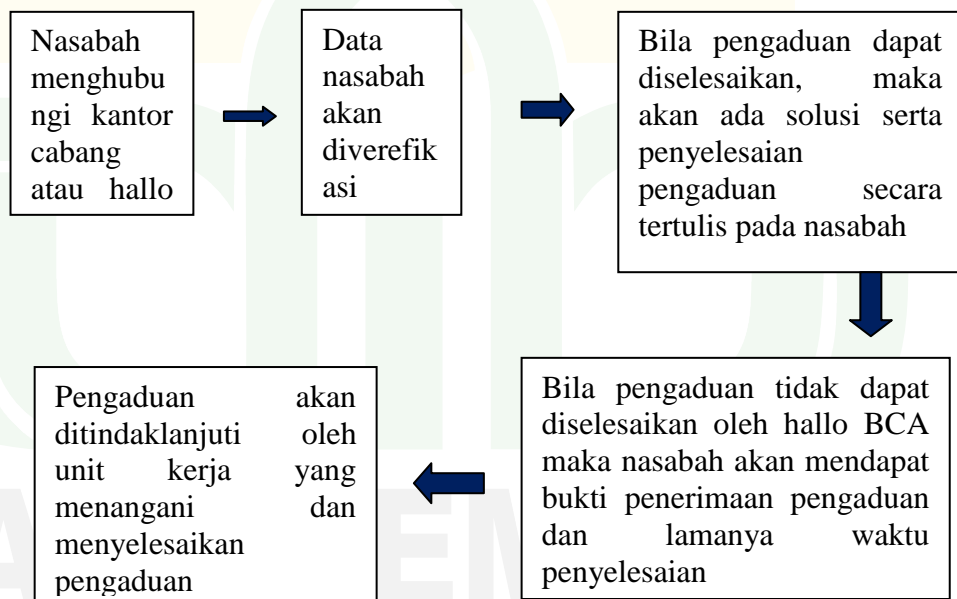 Nasabah
menghubu
ngi kantor
cabang
atau hallo
Data
nasabah
akan
diverefik
asi
Bila pengaduan dapat
diselesaikan, maka
akan ada solusi serta
penyelesaian
pengaduan secara
tertulis pada nasabah
Bila pengaduan tidak dapat
diselesaikan oleh hallo BCA
maka nasabah akan mendapat
bukti penerimaan pengaduan
dan lamanya waktu
penyelesaian
Pengaduan akan
ditindaklanjuti oleh
unit kerja yang
menangani dan
menyelesaikan
pengaduan